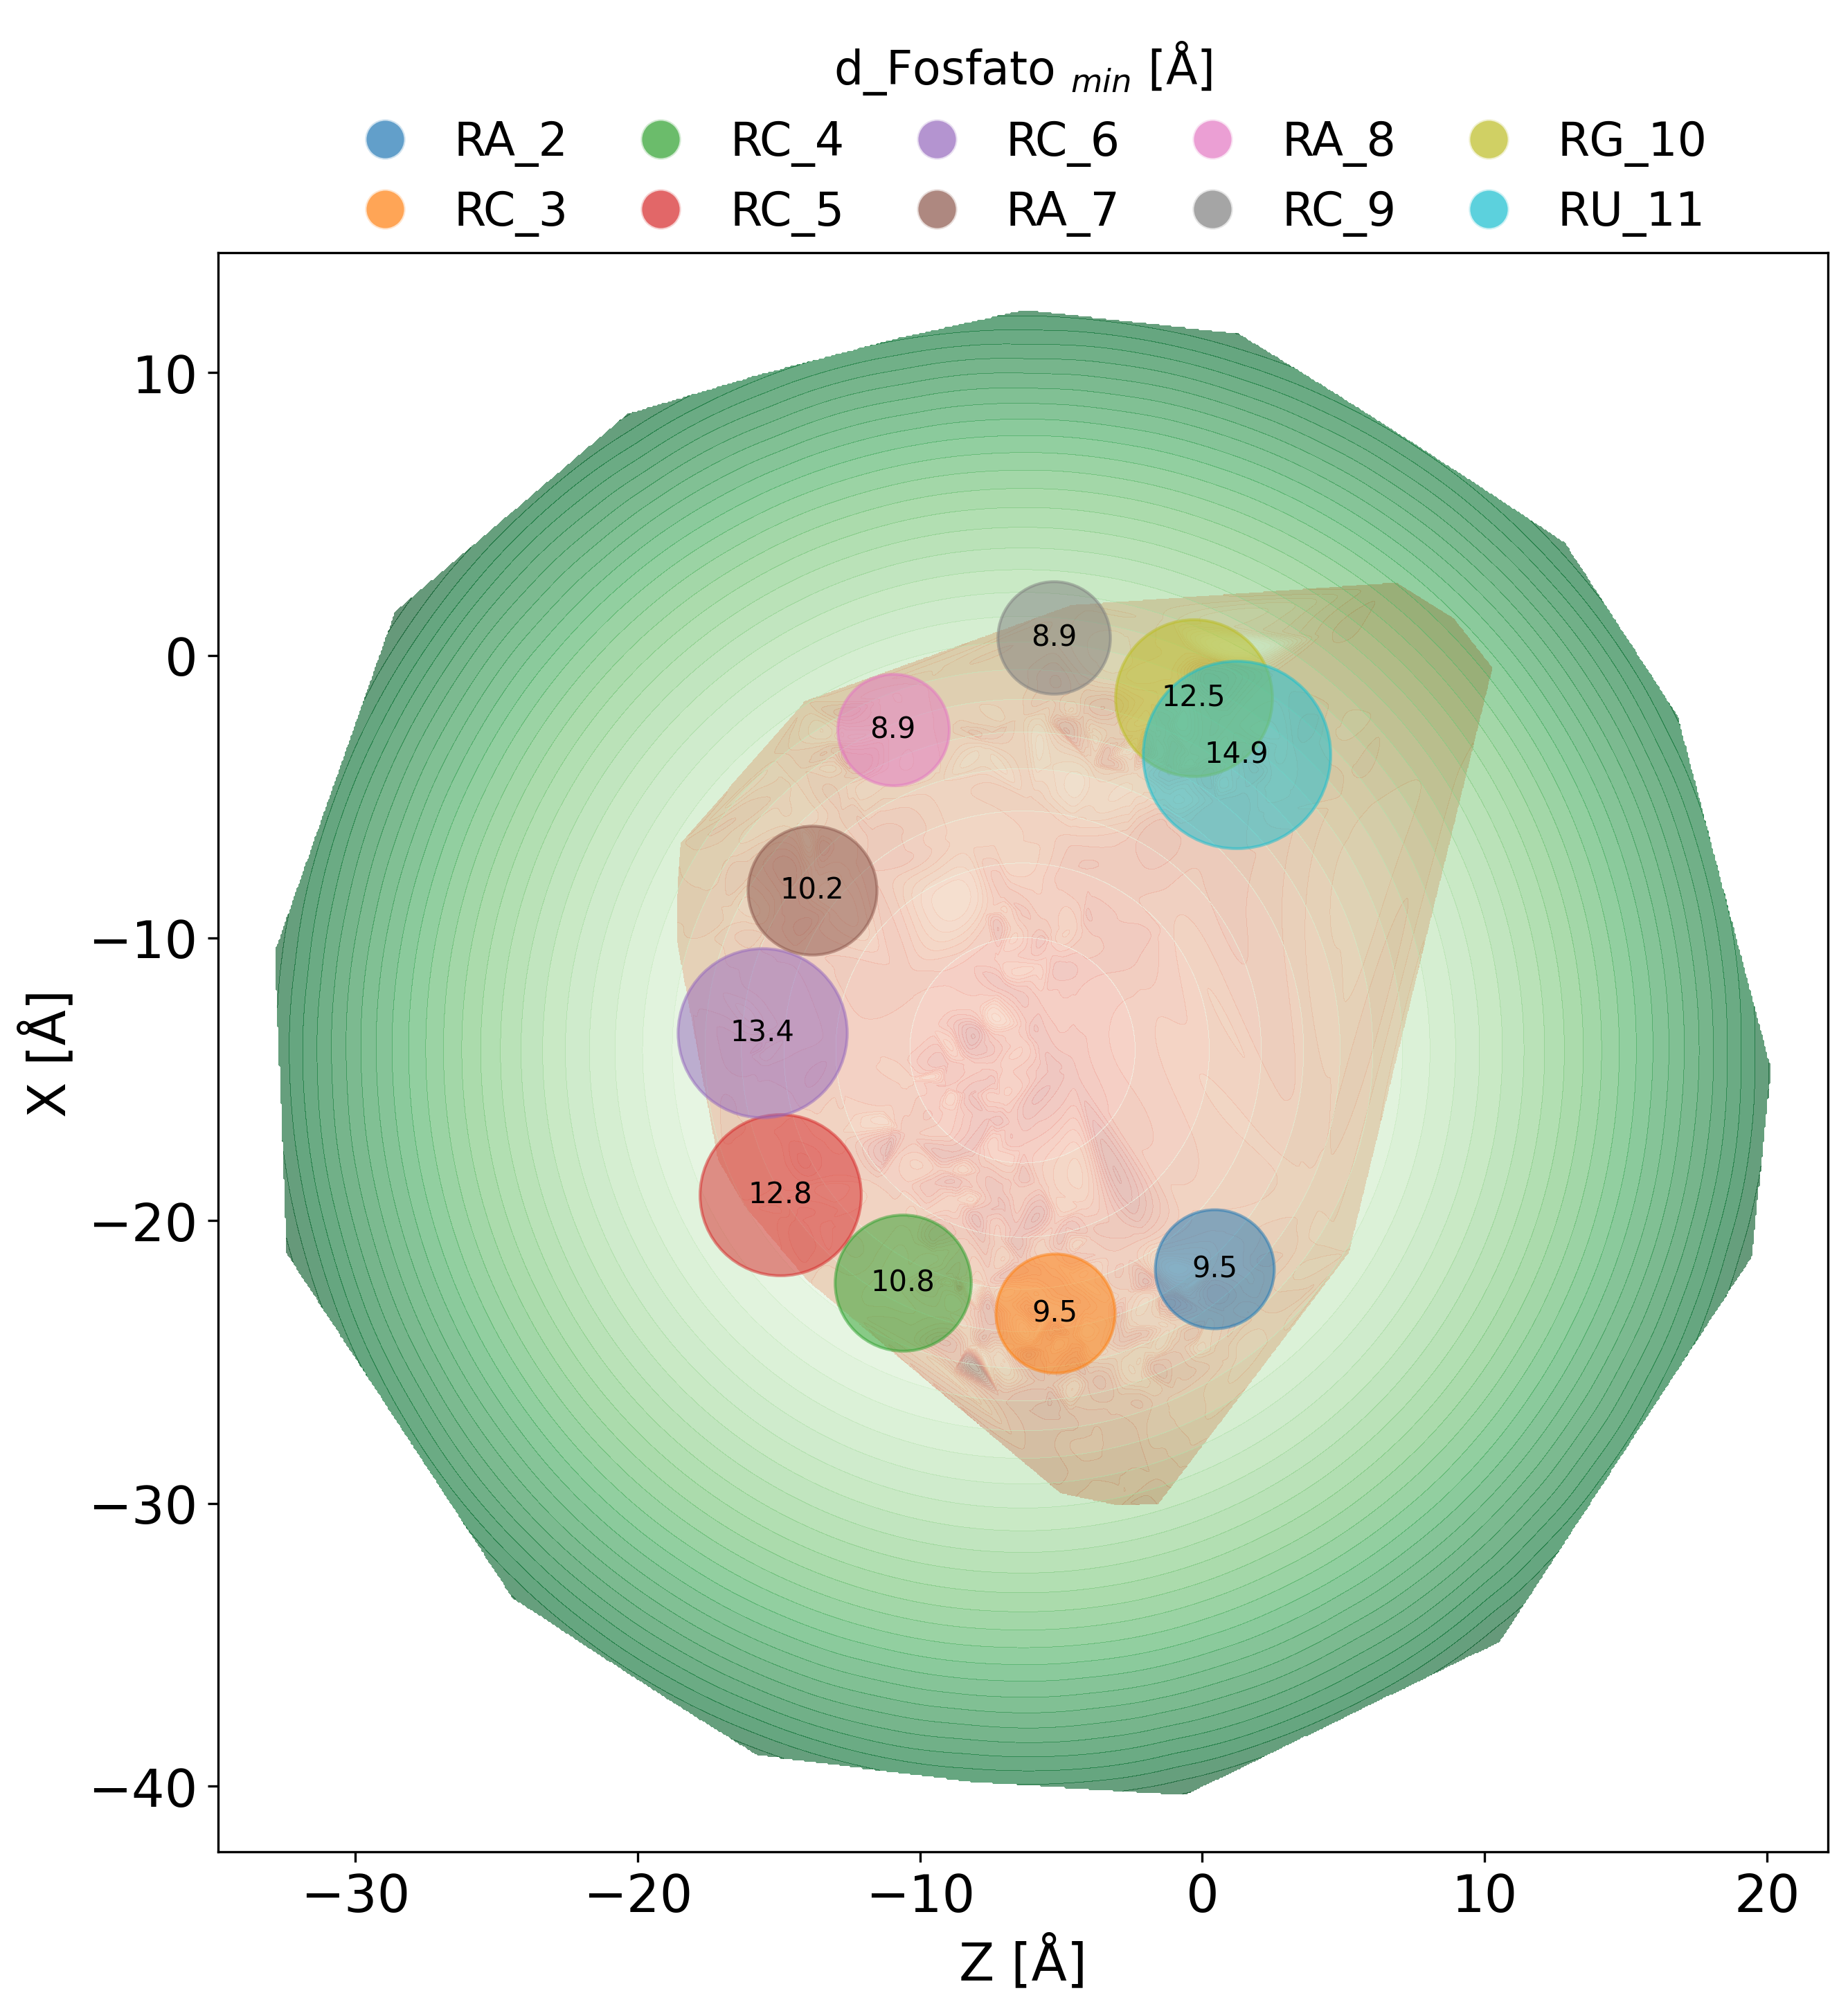 d_Fosfato min [Å]
RA_2 RC_4 RC_6 RA_8 RG_10
RC_3 RC_5 RA_7 RC_9 RU_11
10
0
−10
−20
−30
−40
X [Å]
8.9
12.5
8.9
14.9
10.2
13.4
12.8
9.5
10.8
9.5
−30 −20 −10 0 10 20
Z [Å]